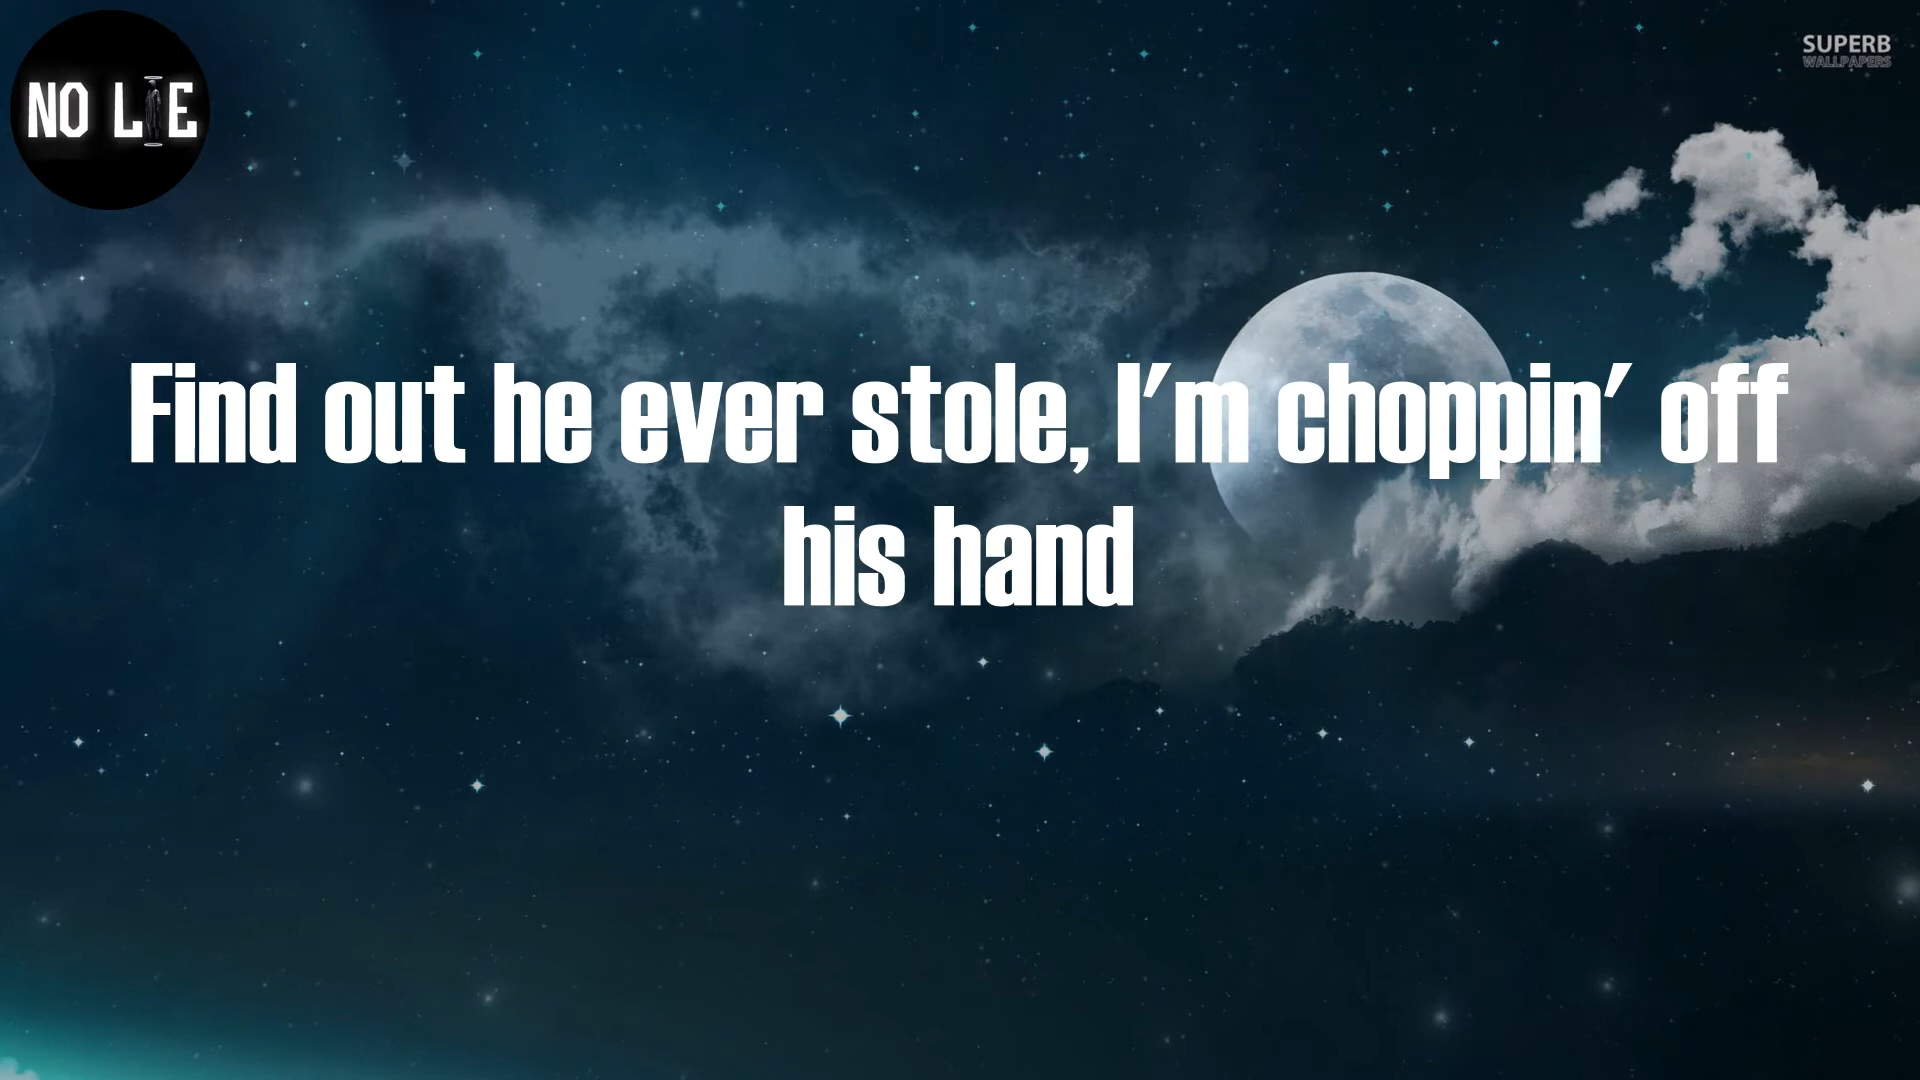 NO LIE
SUPERB
WALLPAPERS
Find out he ever stole, I'm choppin' off
his hand